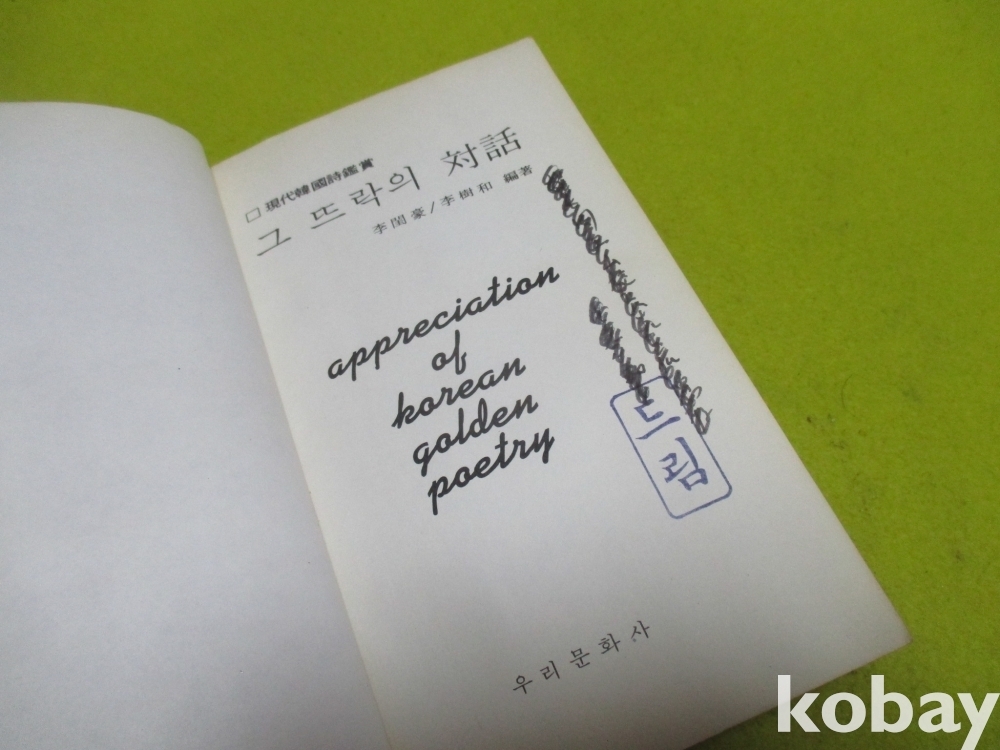 □ 現代韓國詩鑑賞
그 뜨락의 対話
李閏豪/李樹和 編著
appreciation
of
korean
golden
poetry
드림
우리문화사
kobay